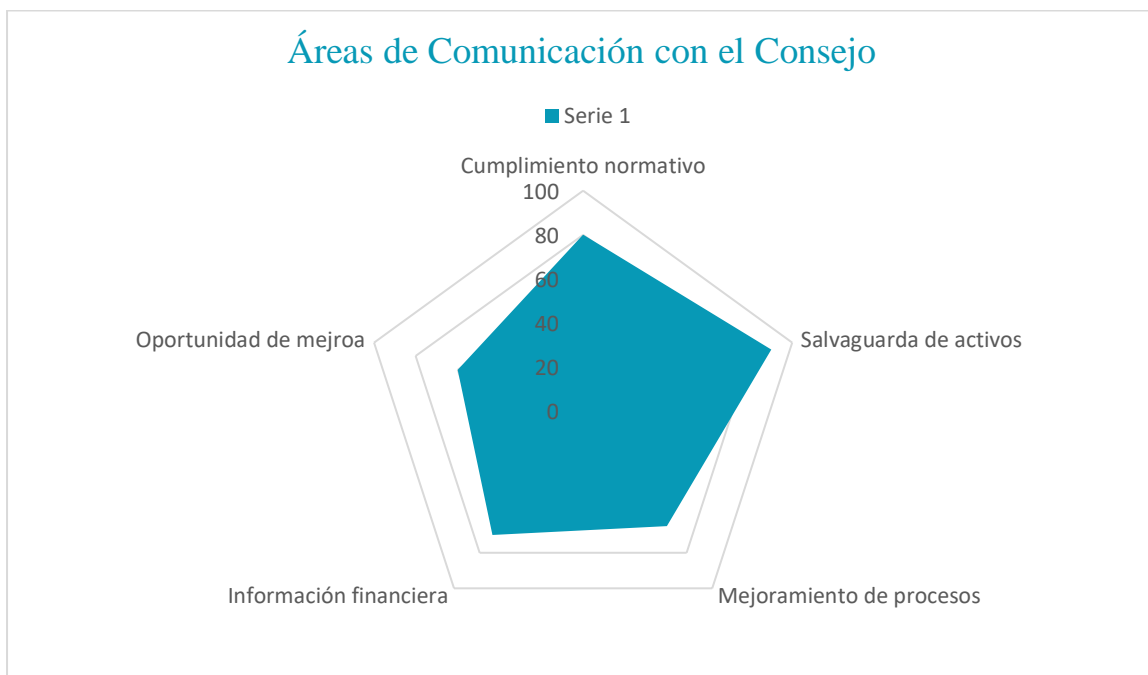 Áreas de Comunicación con el Consejo
Serie 1
Cumplimiento normativo
100
80
60
40
20
0
Salvaguarda de activos
Mejoramiento de procesos
Información financiera
Oportunidad de mejroa